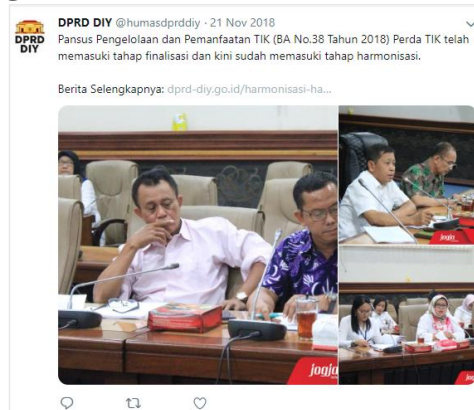 DPRD DIY @humasdprddiy · 21 Nov 2018
DPRD
DIY
Pansus Pengelolaan dan Pemanfaatan TIK (BA No.38 Tahun 2018) Perda TIK telah
memasuki tahap finalisasi dan kini sudah memasuki tahap harmonisasi.
Berita Selengkapnya: dprd-diy.go.id/harmonisasi-ha...
jogja
jogja
jog